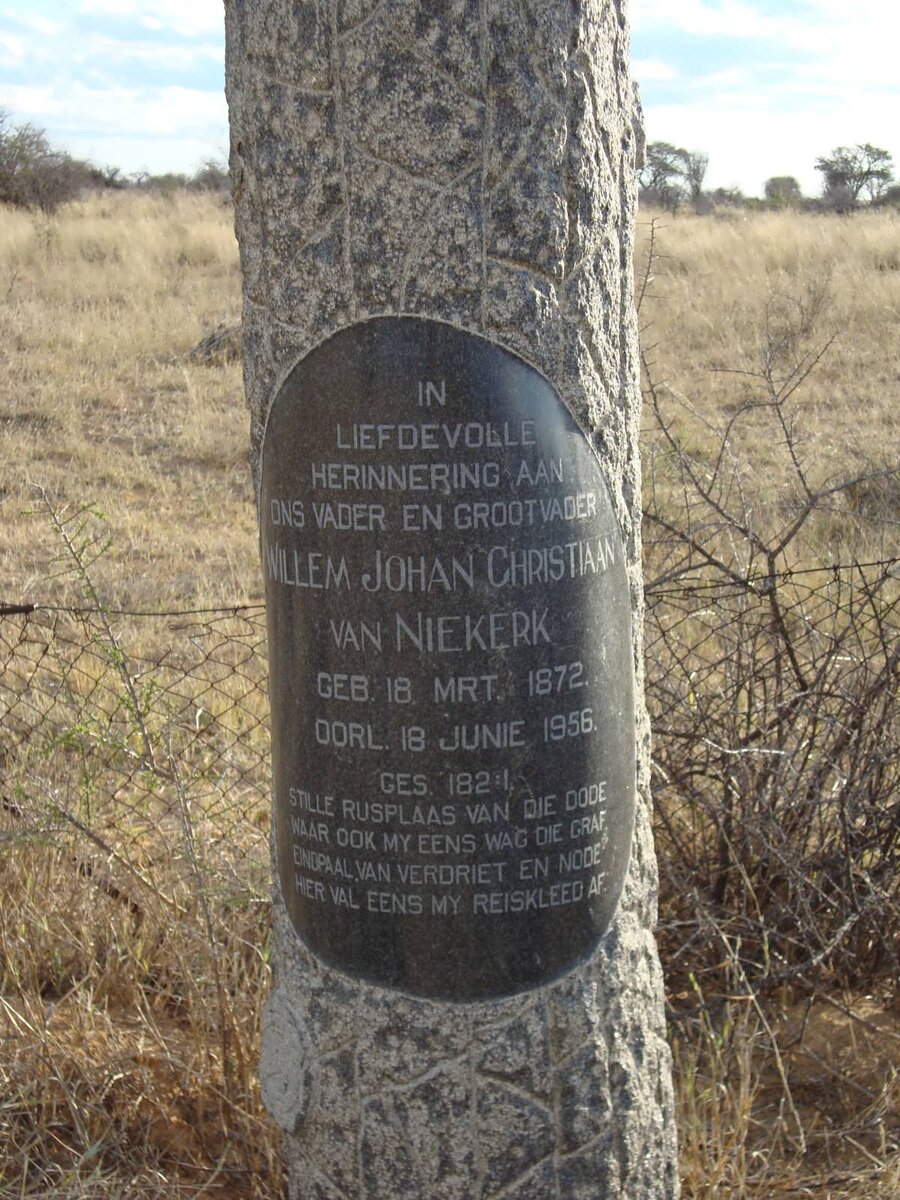 IN
LIEFDEVOLLE
HERINNERING AAN
ONS VADER EN GROOTVADER
WILLEM JOHAN CHRISTIAAN
VAN NIEKERK
GEB. 18 MRT. 1872.
OORL. 18 JUNIE 1956.
GES. 182:1.
STILLE RUSPLAAS VAN DIE DODE
WAAR OOK MY EENS WAG DIE GRAF
EINDPAAL VAN VERDRIET EN NODE
HIER VAL EENS MY REISKLEED AF.